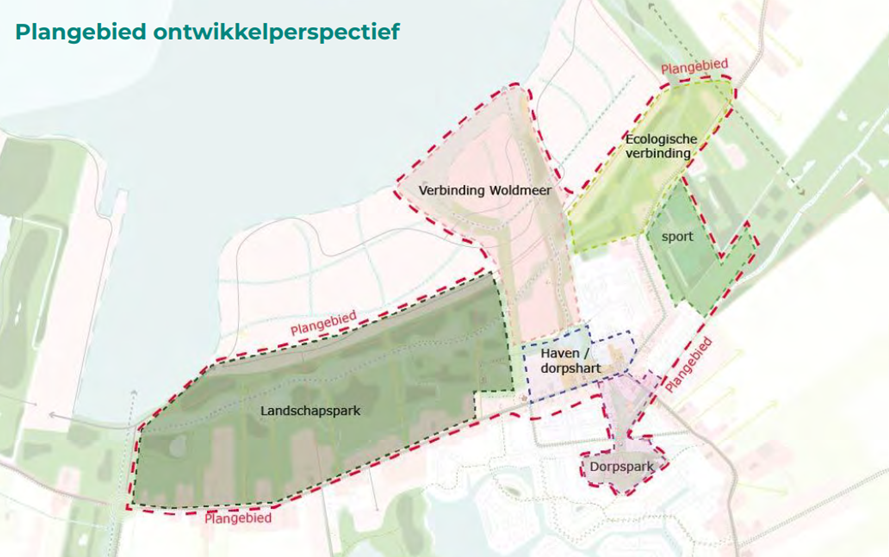 Plangebied ontwikkelperspectief
Plangebied
Ecologische
verbinding
Verbinding Woldmeer
sport
Plangebied
Haven /
dorpshart
Plangebied
Landschapspark
Dorpspark
Plangebied